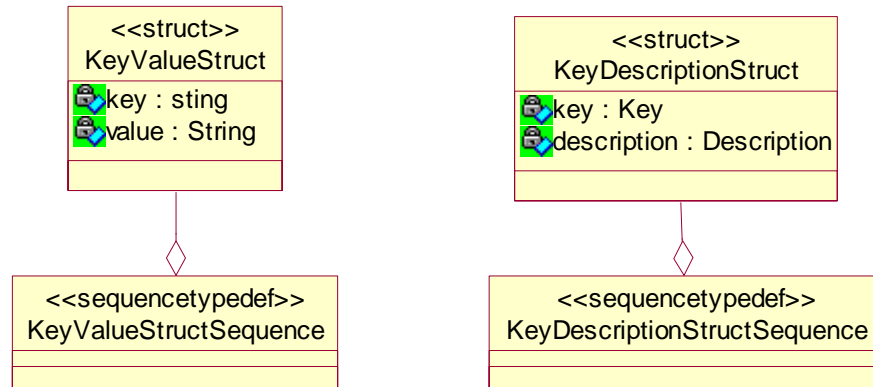 <<struct>>
KeyValueStruct
key : sting
value : String
<<sequencetypedef>>
KeyValueStructSequence
<<struct>>
KeyDescriptionStruct
key : Key
description : Description
<<sequencetypedef>>
KeyDescriptionStructSequence